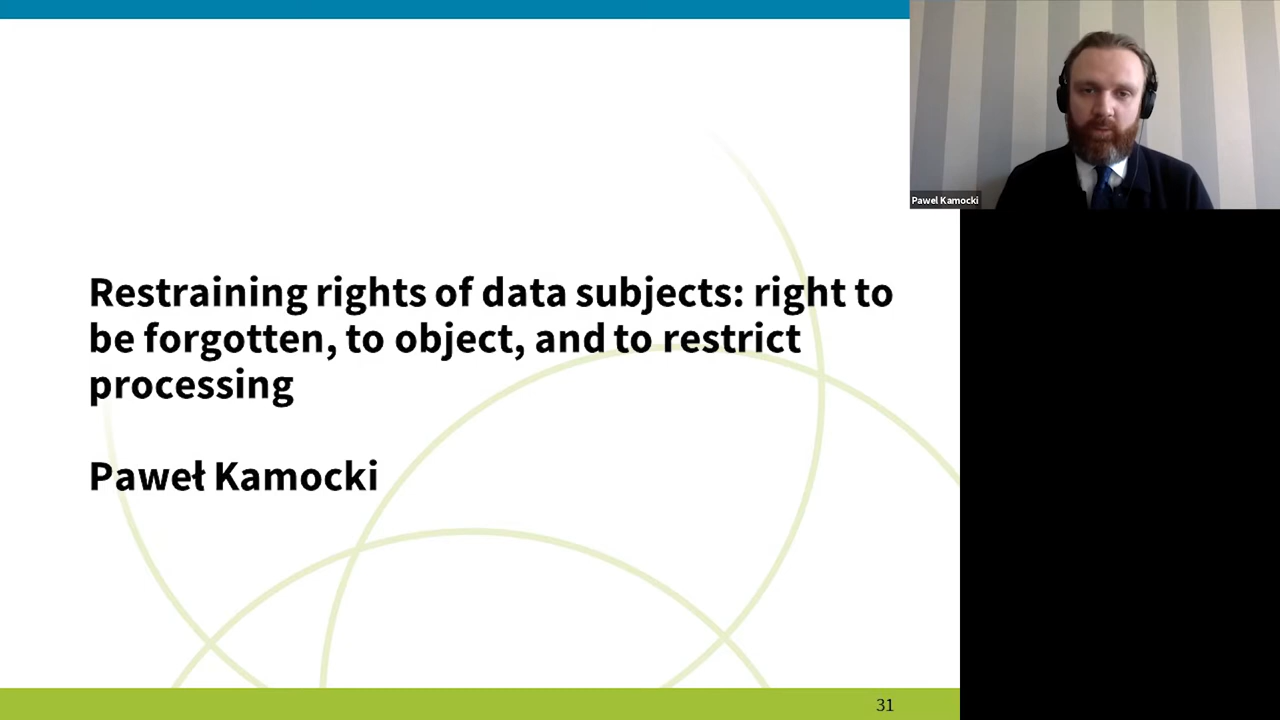 Restraining rights of data subjects: right to
be forgotten, to object, and to restrict
processing
Paweł Kamocki
31
Pawel Kamocki